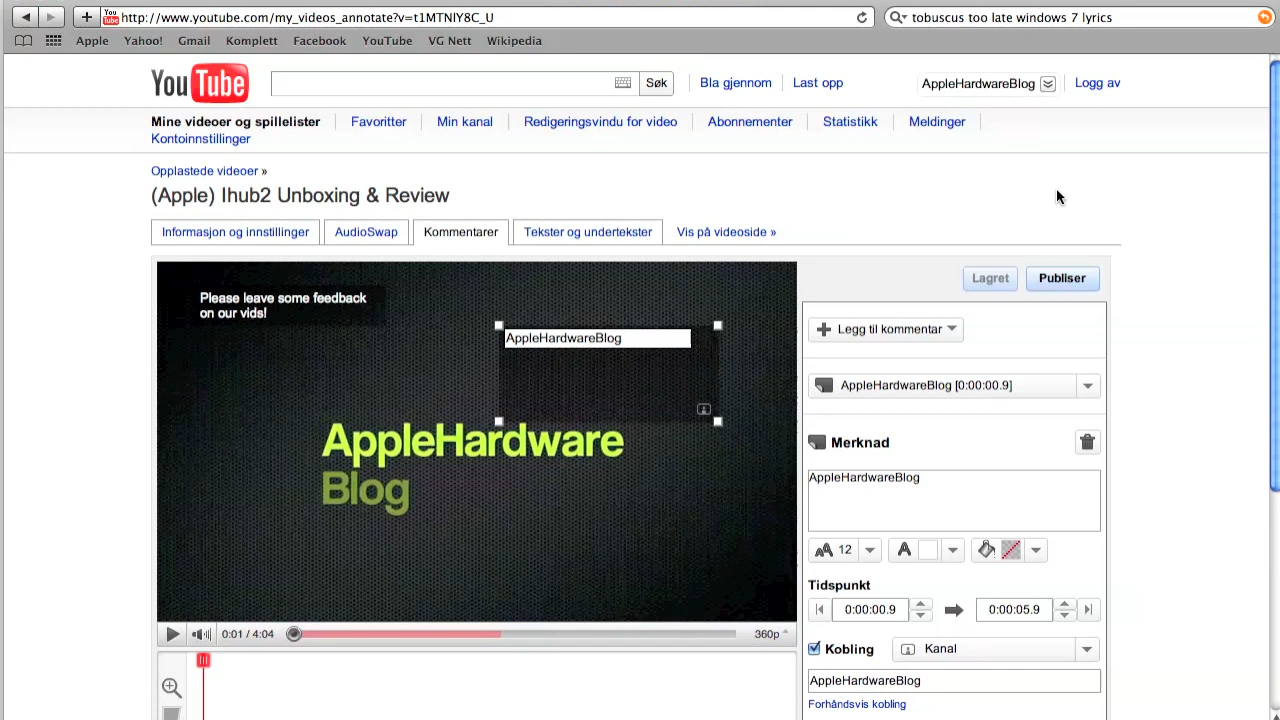 http://www.youtube.com/my_videos_annotate?v=t1MTNIY8C_U
tobuscus too late windows 7 lyrics
Apple Yahoo! Gmail Komplett Facebook YouTube VG Nett Wikipedia
YouTube
Søk
Bla gjennom
Last opp
AppleHardwareBlog
Logg av
Mine videoer og spillelister
Favoritter
Min kanal
Redigeringsvindu for video
Abonnementer
Statistikk
Meldinger
Kontoinnstillinger
Opplastede videoer »
(Apple) Ihub2 Unboxing & Review
Informasjon og innstillinger
AudioSwap
Kommentarer
Tekster og undertekster
Vis på videoside »
Please leave some feedback
on our vids!
AppleHardwareBlog
AppleHardware
Blog
0:01 / 4:04
360p
Lagret
Publiser
Legg til kommentar
AppleHardwareBlog [0:00:00.9]
Merknad
AppleHardwareBlog
12
Tidspunkt
0:00:00.9
0:00:05.9
Kobling
Kanal
AppleHardwareBlog
Forhåndsvis kobling